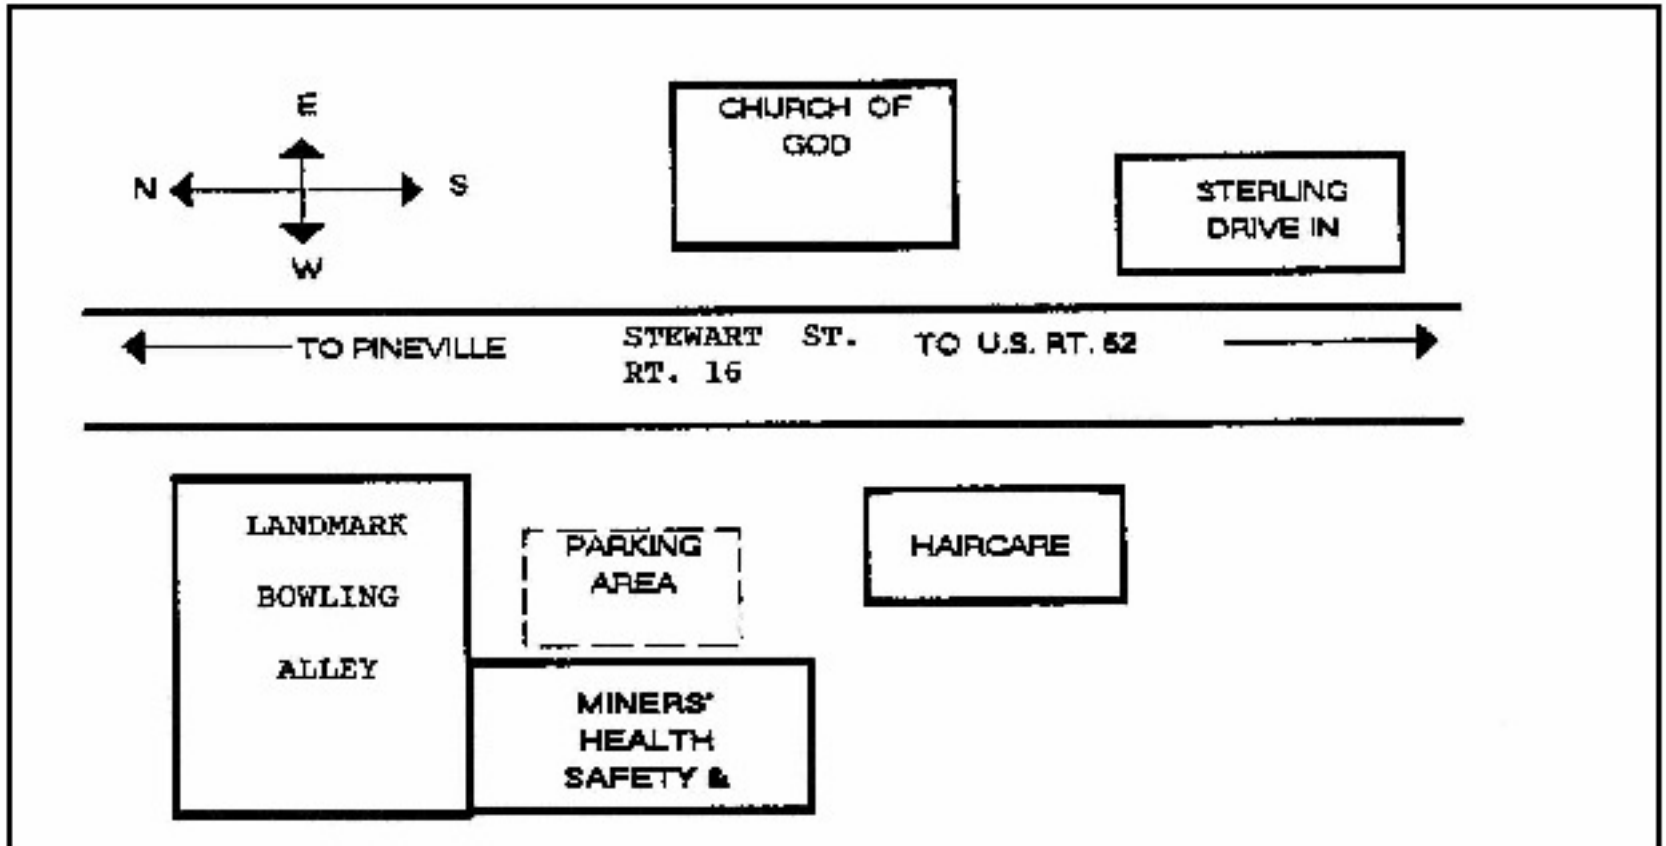 E
N
S
W
CHURCH OF
GOD
STERLING
DRIVE IN
TO PINEVILLE
STEWART ST.
RT. 16
TO U.S. RT. 52
LANDMARK
BOWLING
ALLEY
PARKING
AREA
HAIRCARE
MINERS'
HEALTH
SAFETY &